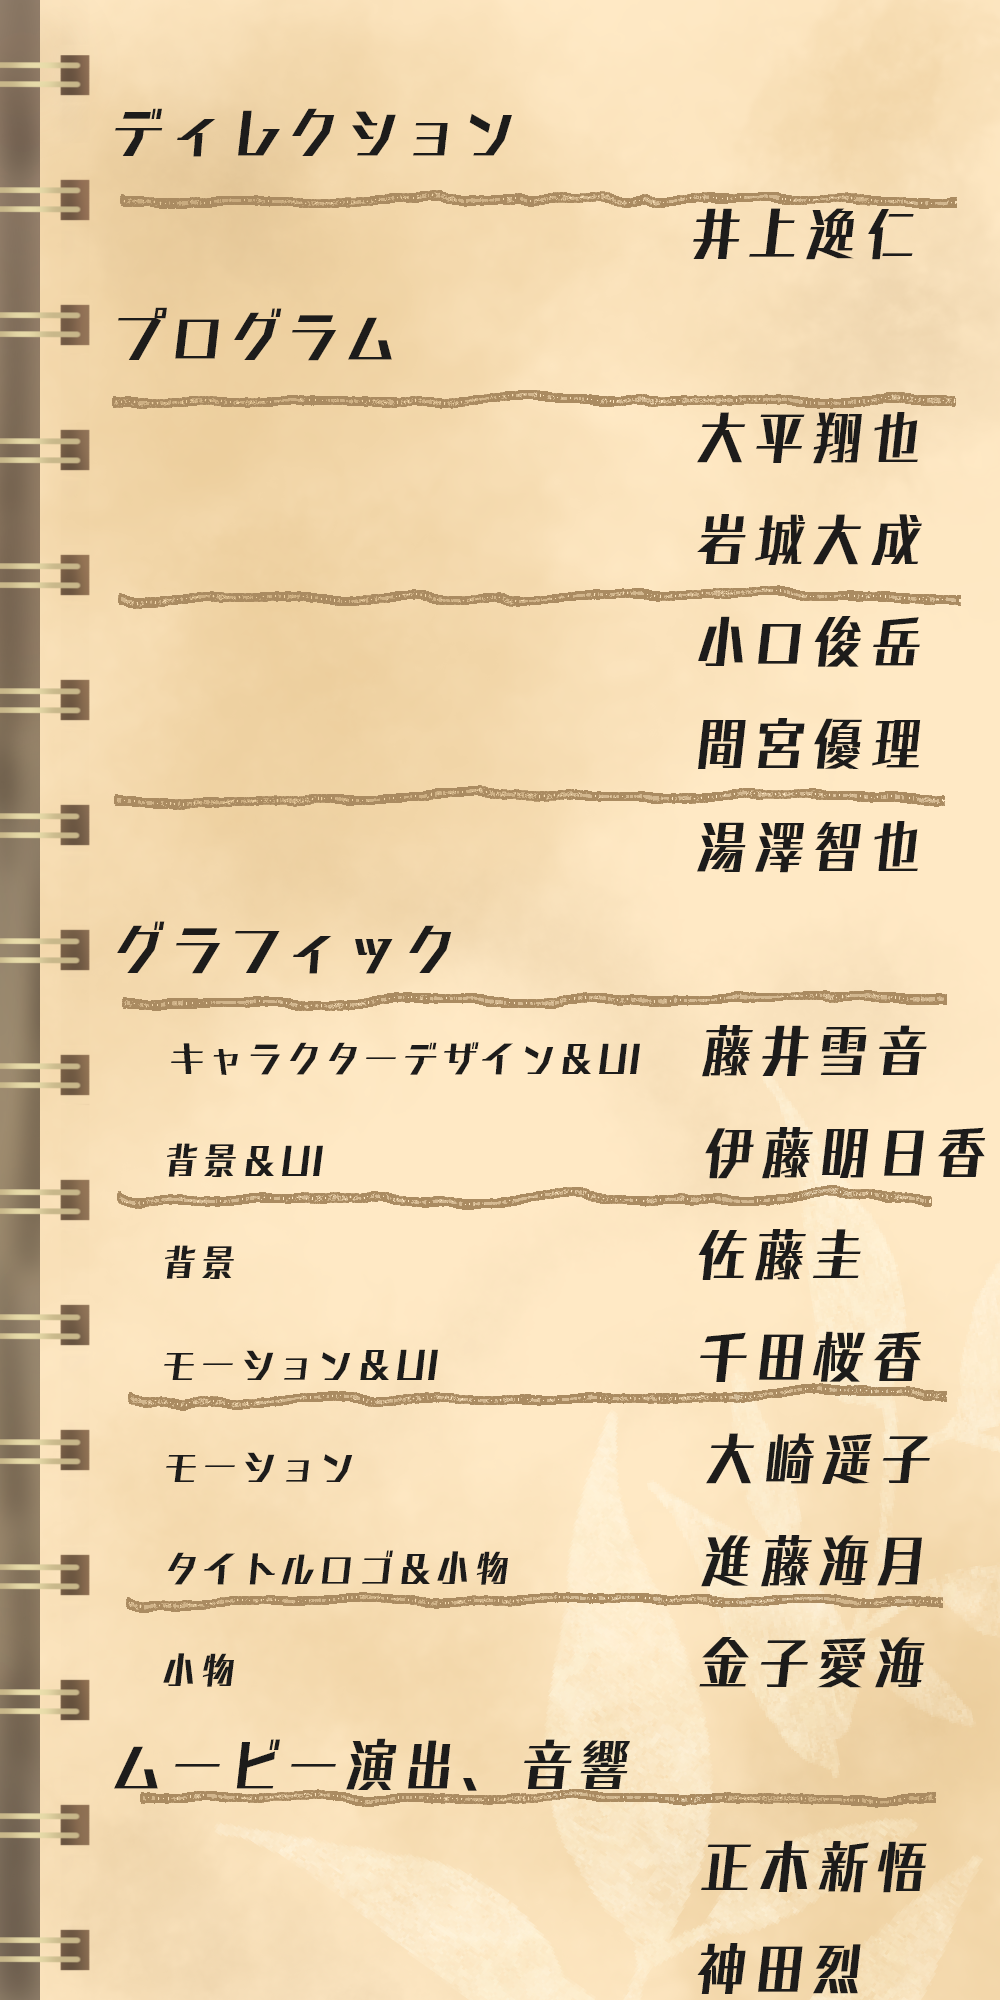 ディレクション
井上逸仁
プログラム
大平翔也
岩城大成
小口俊岳
間宮優理
湯澤智也
グラフィック
キャラクターデザイン&UI 藤井雪音
背景&UI 伊藤明日香
背景 佐藤圭
モーション&UI 千田桜香
モーション 大崎遥子
タイトルロゴ&小物 進藤海月
小物 金子愛海
ムービー演出、音響
正木新悟
神田烈